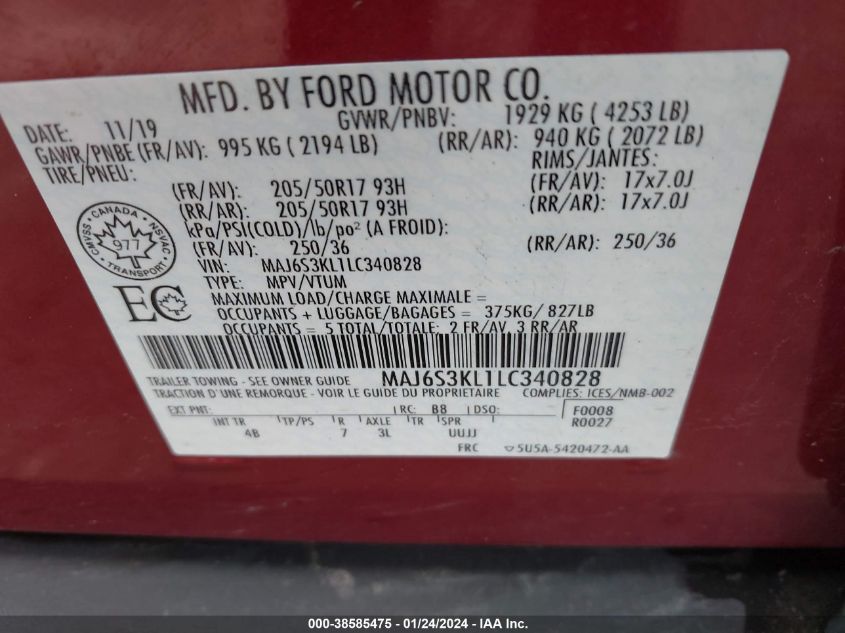 MFD. BY FORD MOTOR CO.
DATE: 11/19 GVWR/PNBV: 1929 KG ( 4253 LB)
GAWR/PNBE (FR/AV): 995 KG ( 2194 LB) (RR/AR): 940 KG ( 2072 LB)
TIRE/PNEU: RIMS/JANTES:
(FR/AV): 205/50R17 93H (FR/AV): 17x7.0J
(RR/AR): 205/50R17 93H (RR/AR): 17x7.0J
kPa/PSI(COLD)/lb/po² (A FROID):
(FR/AV): 250/36 (RR/AR): 250/36
VIN: MAJ6S3KL1LC340828
TYPE: MPV/VTUM
MAXIMUM LOAD/CHARGE MAXIMALE =
OCCUPANTS + LUGGAGE/BAGAGES = 375KG/ 827LB
OCCUPANTS = 5 TOTAL/TOTALE: 2 FR/AV, 3 RR/AR
CANADA
CMVSS NSVAC
977
TRANSPORT
EC
TRAILER TOWING - SEE OWNER GUIDE MAJ6S3KL1LC340828
TRACTION D'UNE REMORQUE - VOIR LE GUIDE DU PROPRIETAIRE COMPLIES: ICES/NMB-002
EXT PNT: RC: B8 DSO: F0008
R0027
INT TR TP/PS R AXLE TR SPR
4B 7 3L UUJJ
FRC 5U5A-5420472-AA
000-38585475 - 01/24/2024 - IAA Inc.